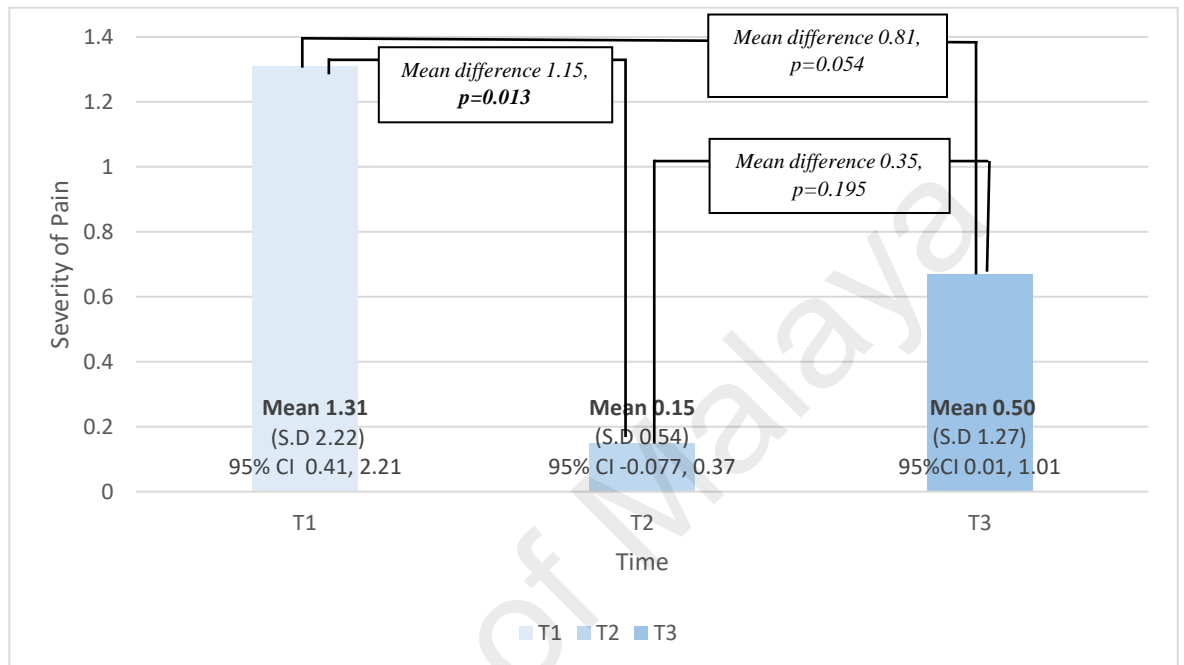 1.4
1.2
1
0.8
0.6
0.4
0.2
0
Severity of Pain
Mean difference 0.81,
p=0.054
Mean difference 1.15,
p=0.013
Mean difference 0.35,
p=0.195
Mean 1.31
(S.D 2.22)
95% CI 0.41, 2.21
Mean 0.15
(S.D 0.54)
95% CI -0.077, 0.37
Mean 0.50
(S.D 1.27)
95%CI 0.01, 1.01
T1
T2
T3
Time
T1 T2 T3
of Malaya